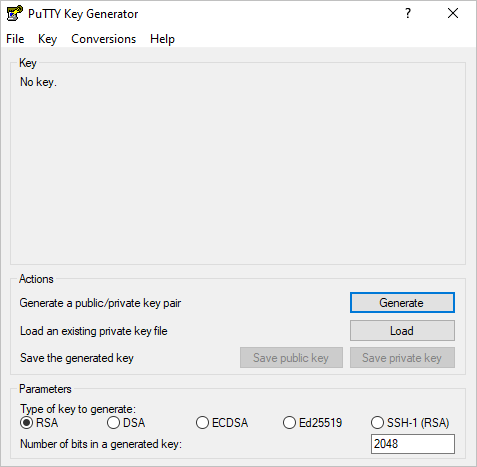 PuTTY Key Generator ?
File Key Conversions Help
Key
No key.
Actions
Generate a public/private key pair Generate
Load an existing private key file Load
Save the generated key Save public key Save private key
Parameters
Type of key to generate:
RSA DSA ECDSA Ed25519 SSH-1 (RSA)
Number of bits in a generated key: 2048